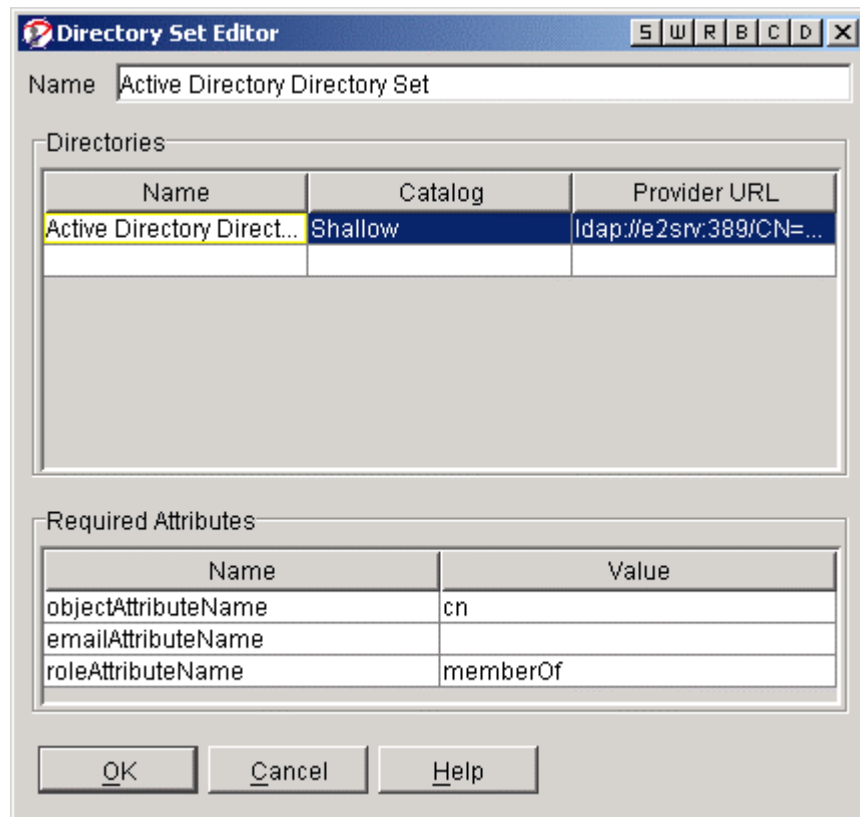 Directory Set Editor S W R B C D X
Name Active Directory Directory Set
Directories
Name Catalog Provider URL
Active Directory Direct... Shallow ldap://e2srv:389/CN=...
Required Attributes
Name Value
objectAttributeName cn
emailAttributeName
roleAttributeName memberOf
OK Cancel Help